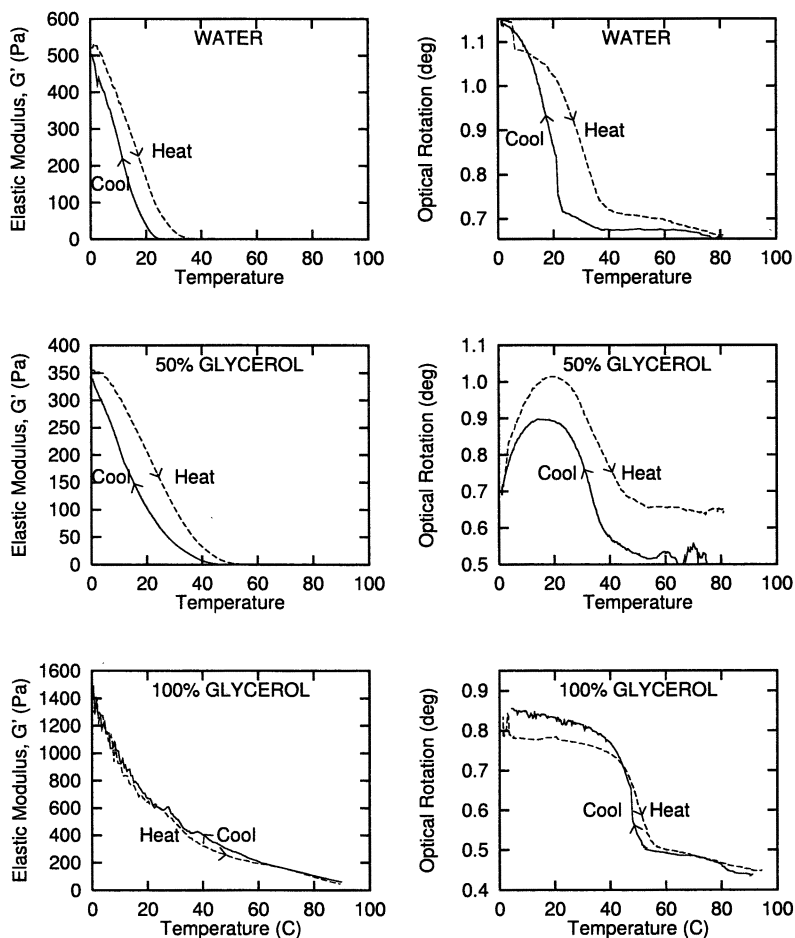 Elastic Modulus, G' (Pa)
600
500
400
300
200
100
0
WATER
Heat
Cool
0 20 40 60 80 100
Temperature
Optical Rotation (deg)
1.1
1.0
0.9
0.8
0.7
WATER
Cool
Heat
0 20 40 60 80 100
Temperature
Elastic Modulus, G' (Pa)
400
350
300
250
200
150
100
50
0
50% GLYCEROL
Cool
Heat
0 20 40 60 80 100
Temperature
Optical Rotation (deg)
1.1
1.0
0.9
0.8
0.7
0.6
0.5
50% GLYCEROL
Cool
Heat
0 20 40 60 80 100
Temperature
Elastic Modulus, G' (Pa)
1600
1400
1200
1000
800
600
400
200
0
100% GLYCEROL
Heat
Cool
0 20 40 60 80 100
Temperature (C)
Optical Rotation (deg)
0.9
0.8
0.7
0.6
0.5
0.4
100% GLYCEROL
Cool
Heat
0 20 40 60 80 100
Temperature (C)